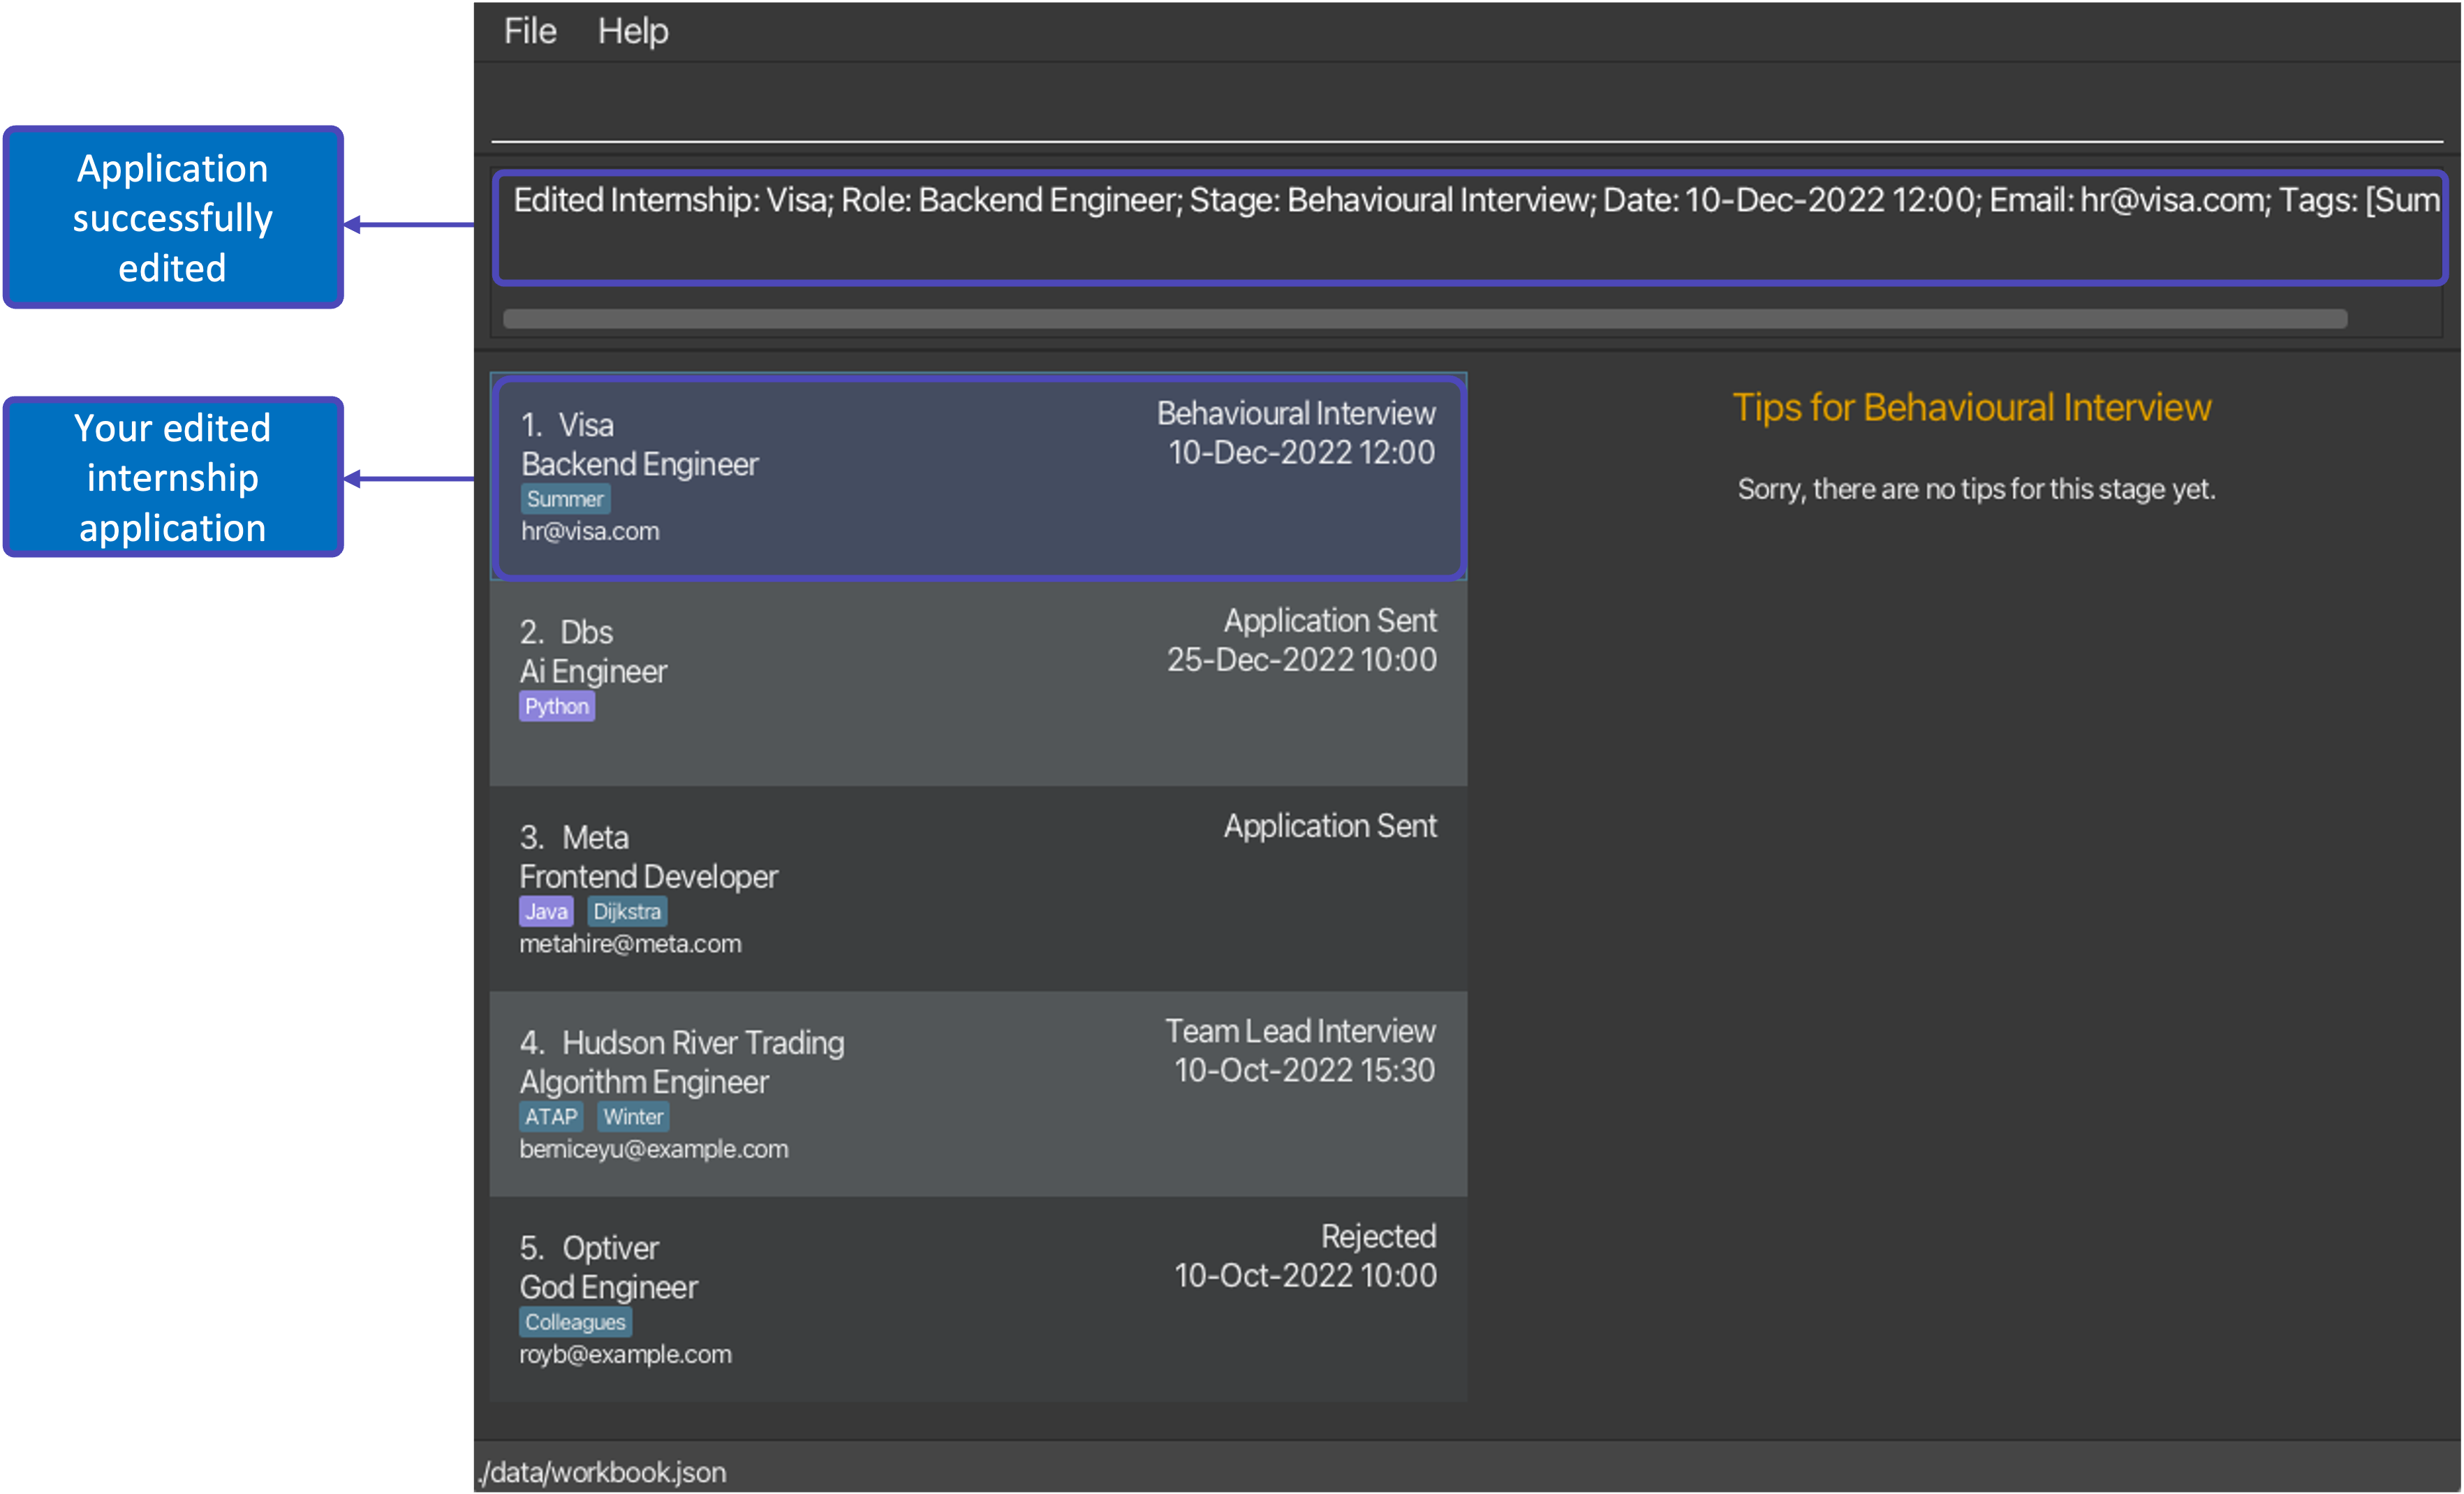 File Help
Application
successfully
edited
Edited Internship: Visa; Role: Backend Engineer; Stage: Behavioural Interview; Date: 10-Dec-2022 12:00; Email: hr@visa.com; Tags: [Sum
Your edited
internship
application
1. Visa
Behavioural Interview
Backend Engineer
10-Dec-2022 12:00
Summer
hr@visa.com
Tips for Behavioural Interview
Sorry, there are no tips for this stage yet.
2. Dbs
Application Sent
Ai Engineer
25-Dec-2022 10:00
Python
3. Meta
Application Sent
Frontend Developer
Java Dijkstra
metahire@meta.com
4. Hudson River Trading
Team Lead Interview
Algorithm Engineer
10-Oct-2022 15:30
ATAP Winter
berniceyu@example.com
5. Optiver
Rejected
God Engineer
10-Oct-2022 10:00
Colleagues
royb@example.com
./data/workbook.json